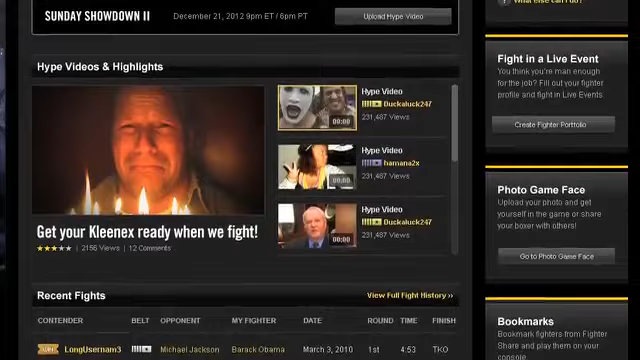 What else can I do?
SUNDAY SHOWDOWN II
December 21, 2012 9pm ET / 6pm PT
Upload Hype Video
Hype Videos & Highlights
Get your Kleenex ready when we fight!
2156 Views | 12 Comments
Hype Video
Duckaluck247
231,487 Views
00:00
Hype Video
hamana2x
231,487 Views
00:00
Hype Video
Duckaluck247
231,487 Views
00:00
Fight in a Live Event
You think you're man enough
for the job? Fill out your fighter
profile and fight in Live Events.
Create Fighter Portfolio
Photo Game Face
Upload your photo and get
yourself in the game or share
your boxer with others!
Go to Photo Game Face
Bookmarks
Bookmark fighters from Fighter
Share and play them on your
console.
Recent Fights
View Full Fight History ››
CONTENDER BELT OPPONENT MY FIGHTER DATE ROUND TIME FINISH
LongUsernam3 Michael Jackson Barack Obama March 3, 2010 1st 4:53 TKO